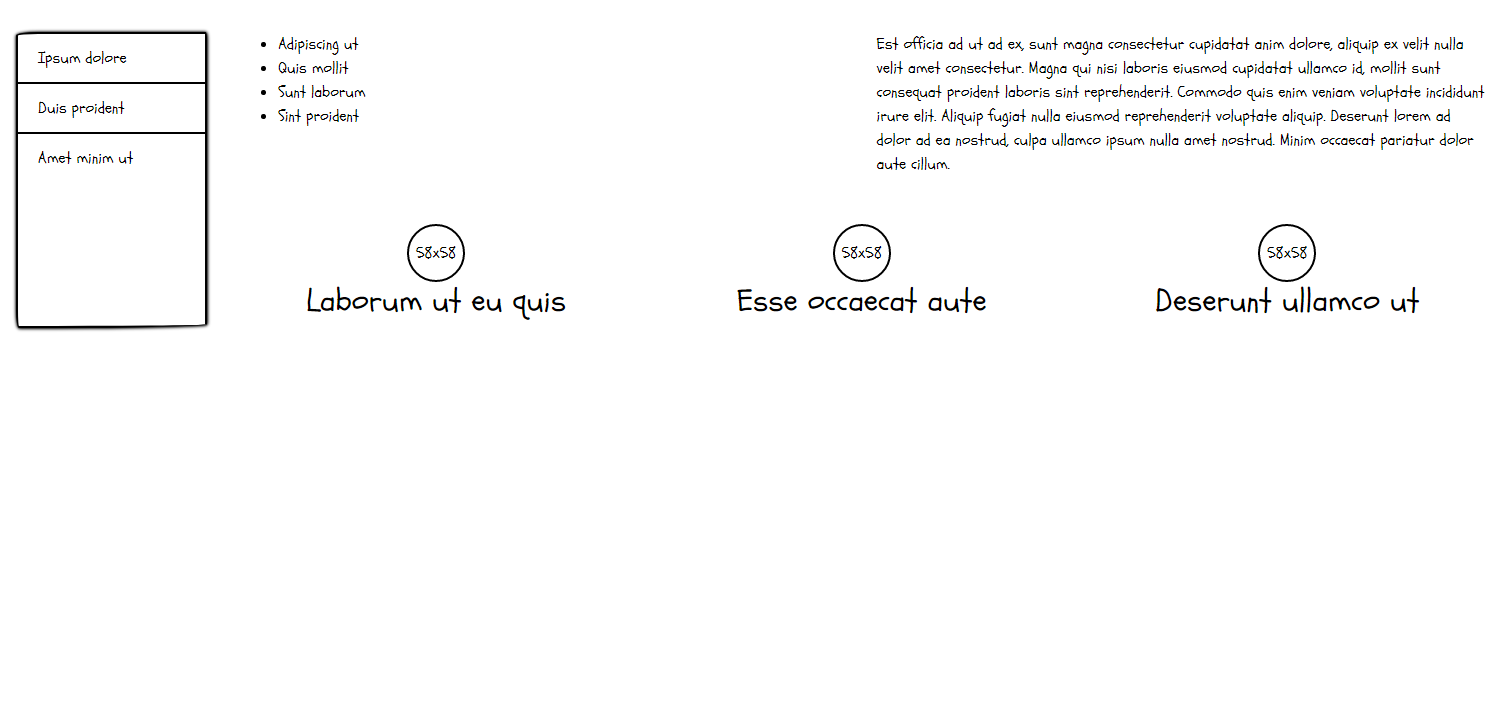 Ipsum dolore
Duis proident
Amet minim ut
Adipiscing ut
Quis mollit
Sunt laborum
Sint proident
Est officia ad ut ad ex, sunt magna consectetur cupidatat anim dolore, aliquip ex velit nulla
velit amet consectetur. Magna qui nisi laboris eiusmod cupidatat ullamco id, mollit sunt
consequat proident laboris sint reprehenderit. Commodo quis enim veniam voluptate incididunt
irure elit. Aliquip fugiat nulla eiusmod reprehenderit voluptate aliquip. Deserunt lorem ad
dolor ad ea nostrud, culpa ullamco ipsum nulla amet nostrud. Minim occaecat pariatur dolor
aute cillum.
58x58
Laborum ut eu quis
58x58
Esse occaecat aute
58x58
Deserunt ullamco ut